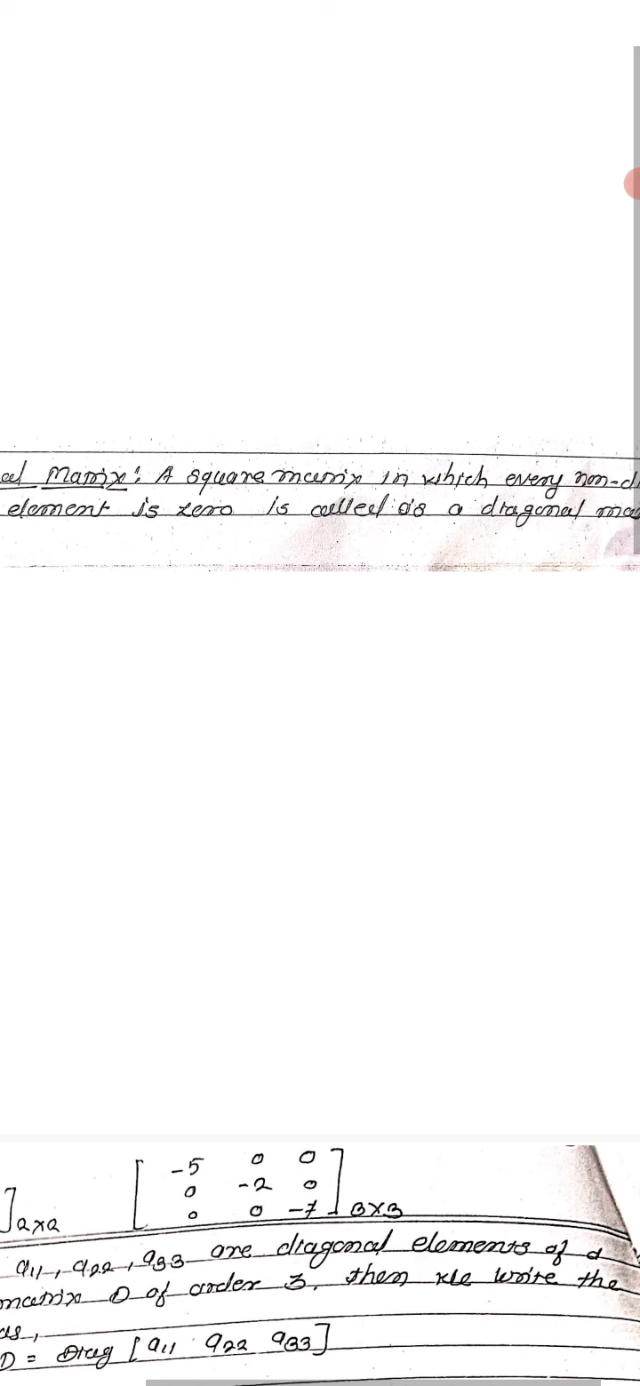 Matrix: A square matrix in which every non-di
element is zero is called as a diagonal ma
]2x2 [ -5 0 0
0 -2 0
0 0 -7 ] 3x3
a11, a22, a33 are diagonal elements of a
matrix D of order 3, then we write the
as,
D = Diag [a11 a22 a33]